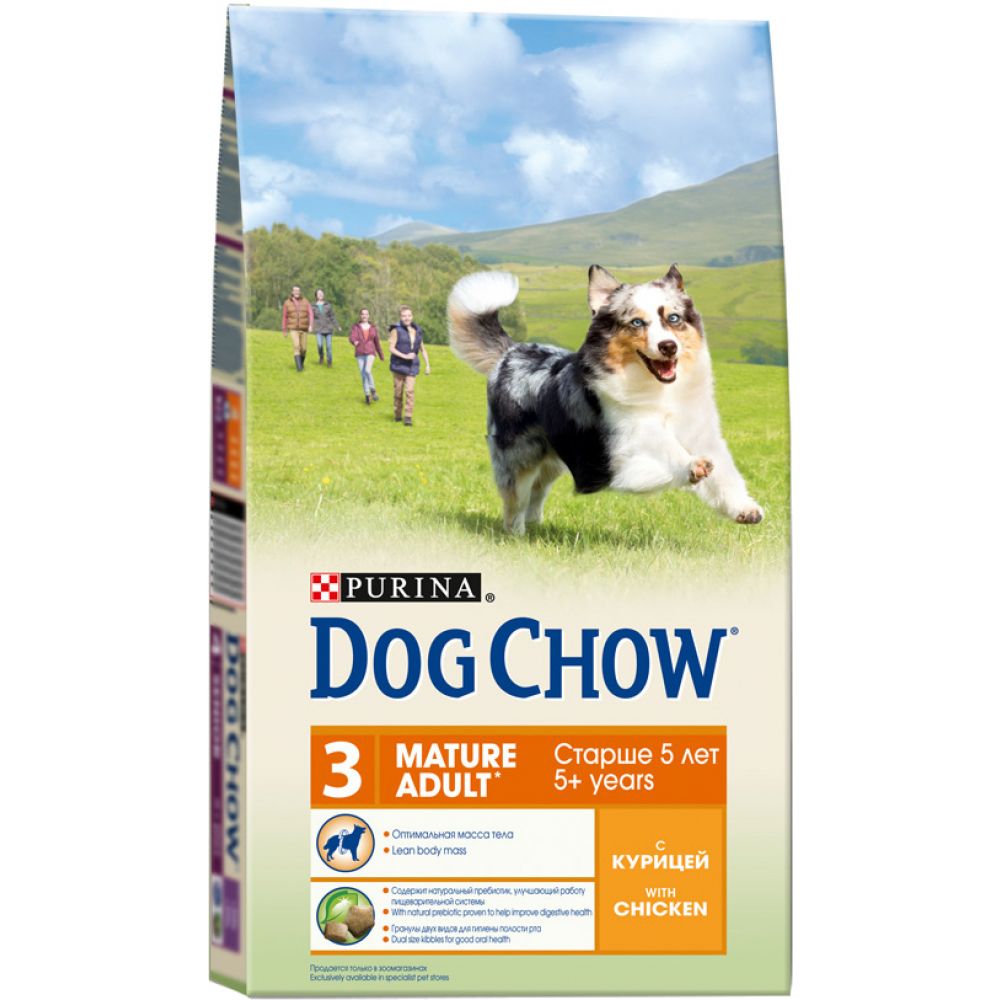 PURINA®
DOG CHOW®
3
MATURE
ADULT*
Старше 5 лет
5+ years
• Оптимальная масса тела
• Lean body mass
• Содержит натуральный пребиотик, улучшающий работу
пищеварительной системы
• With natural prebiotic proven to help improve digestive health
• Гранулы двух видов для гигиены полости рта
• Dual size kibbles for good oral health
с
КУРИЦЕЙ
WITH
CHICKEN
Продается только в зоомагазинах
Exclusively available in specialist pet stores
DOG CHOW